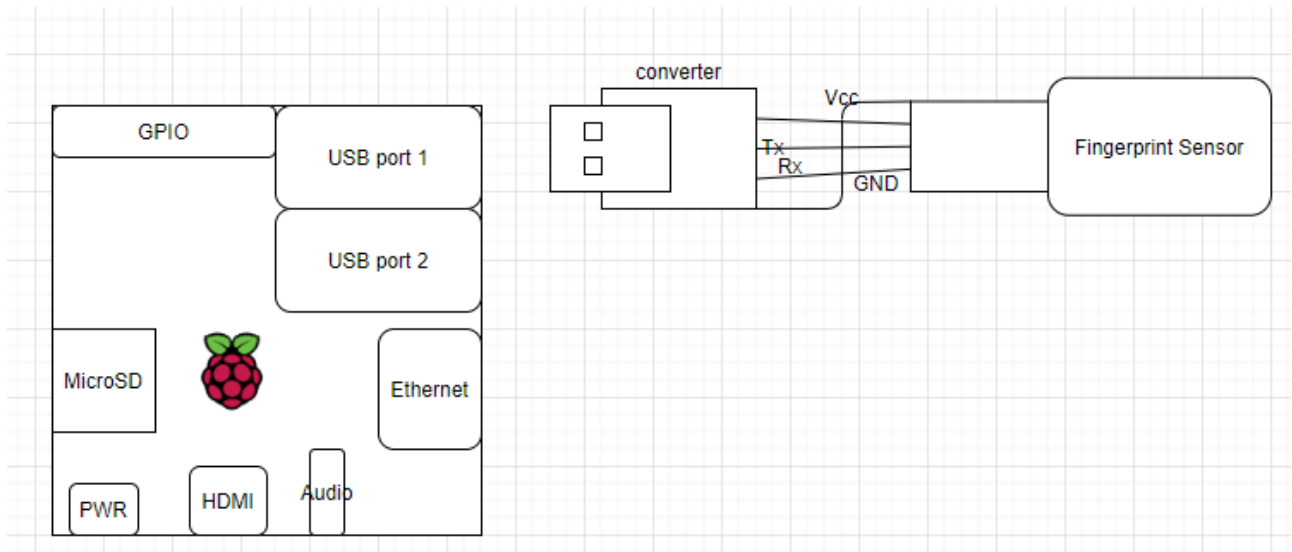 converter
Vcc
GPIO
USB port 1
Tx
Rx
GND
Fingerprint Sensor
USB port 2
MicroSD
Ethernet
PWR
HDMI
Audio